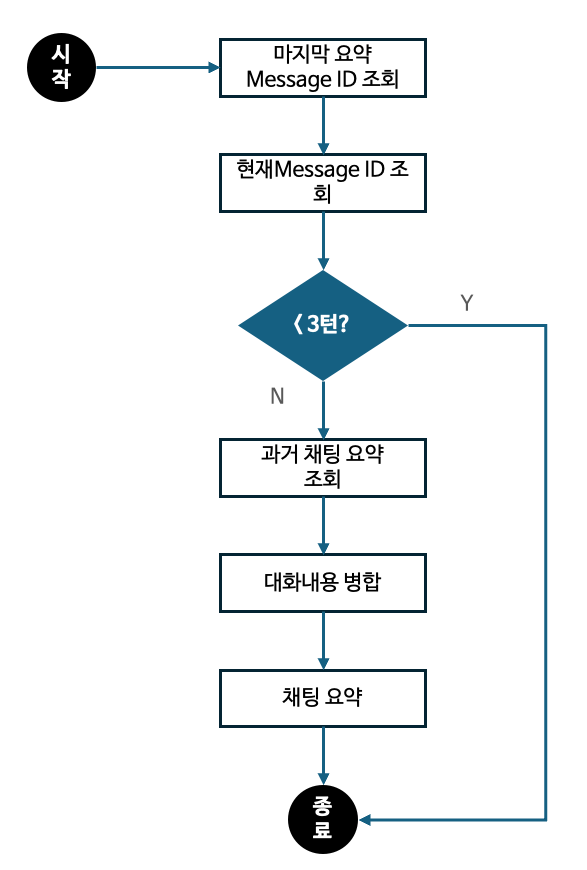 시
작
마지막 요약
Message ID 조회
현재Message ID 조
회
< 3턴?
Y
N
과거 채팅 요약
조회
대화내용 병합
채팅 요약
종
료